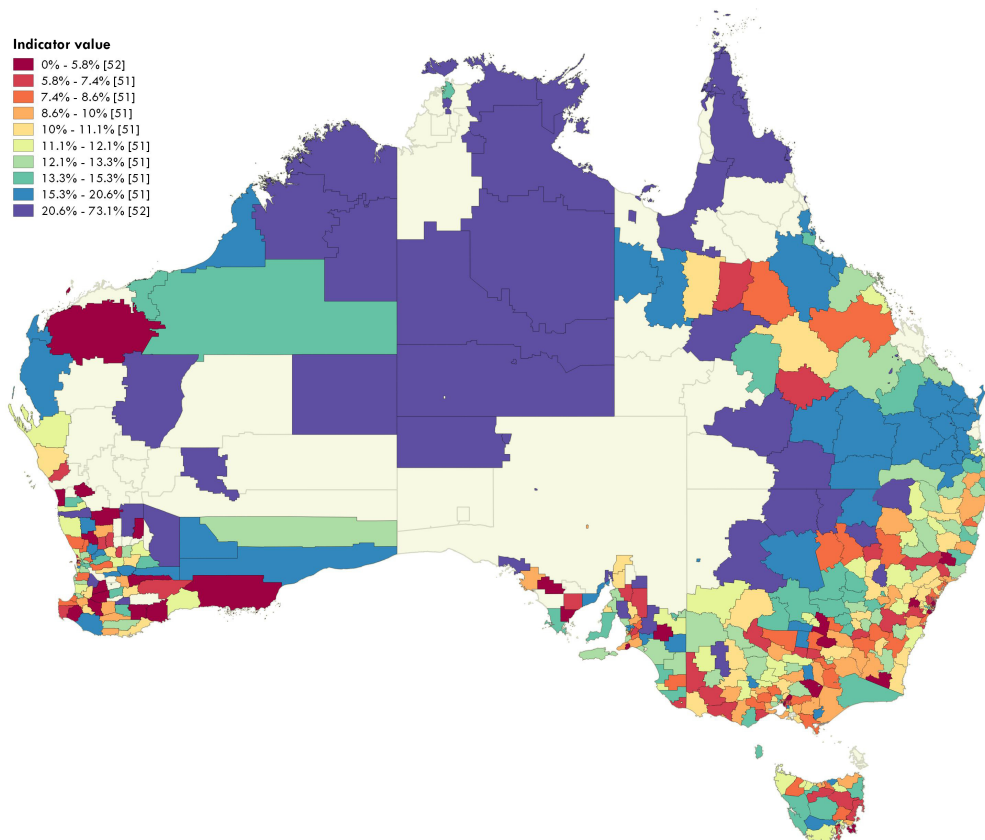 Indicator value
0% - 5.8% [52]
5.8% - 7.4% [51]
7.4% - 8.6% [51]
8.6% - 10% [51]
10% - 11.1% [51]
11.1% - 12.1% [51]
12.1% - 13.3% [51]
13.3% - 15.3% [51]
15.3% - 20.6% [51]
20.6% - 73.1% [52]